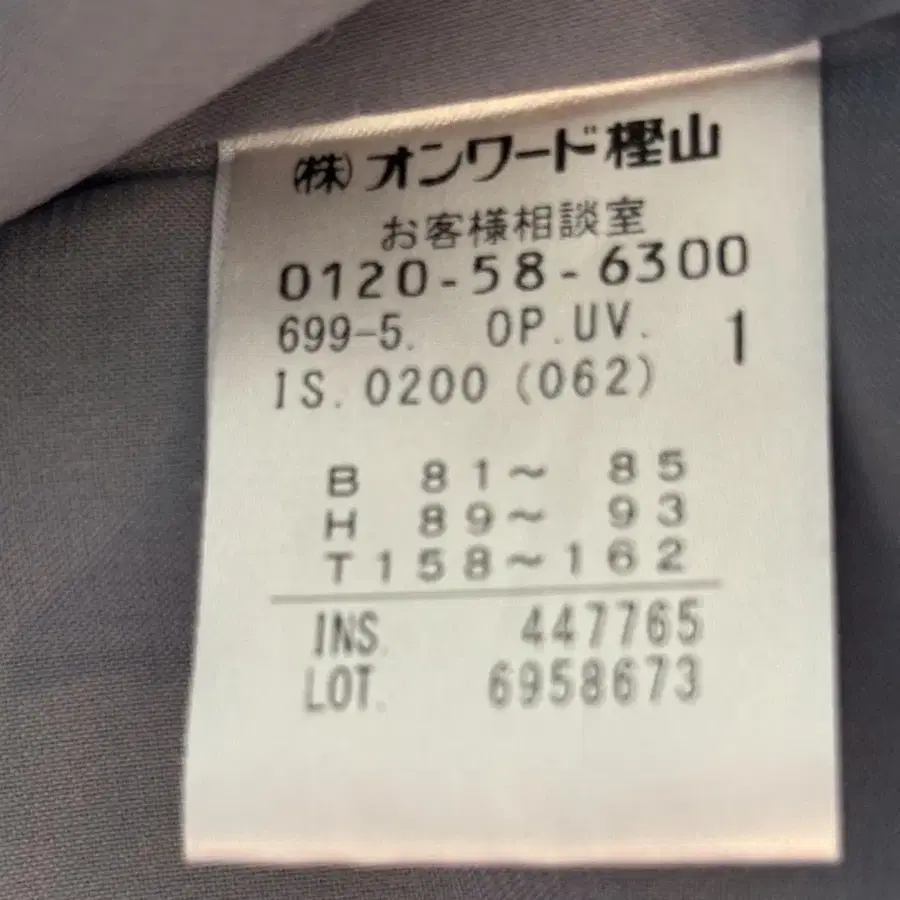 ㈱オンワード樫山
お客様相談室
0120-58-6300
699-5. OP.UV. 1
IS.0200 (062)
B 81~ 85
H 89~ 93
T158~162
INS. 447765
LOT. 6958673